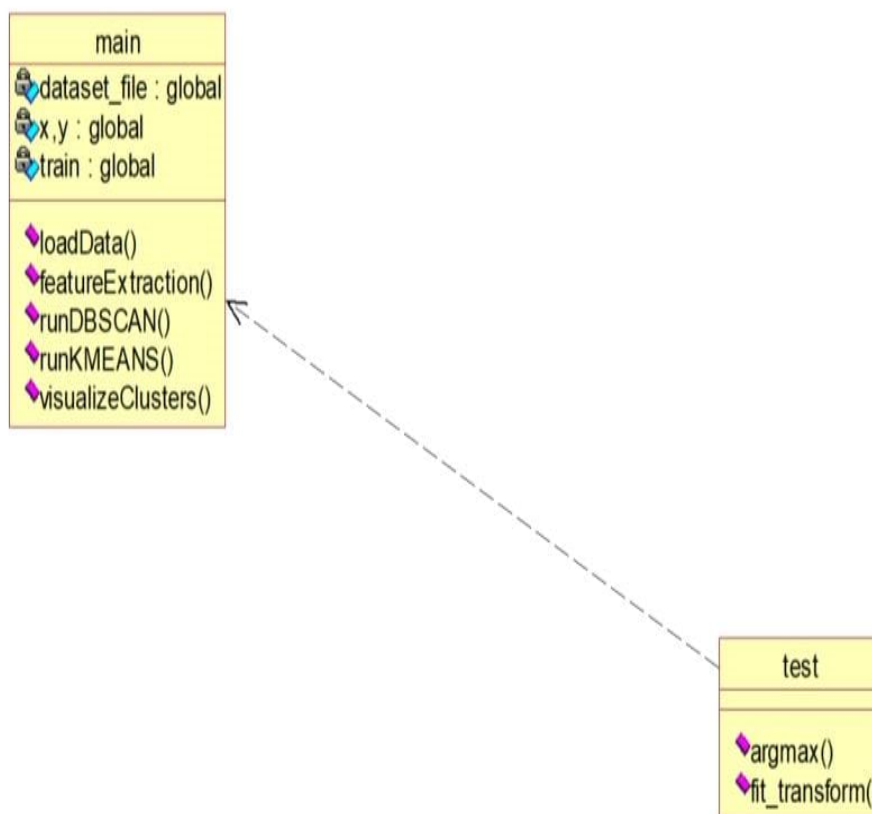 main
dataset_file : global
x,y : global
train : global
loadData()
featureExtraction()
runDBSCAN()
runKMEANS()
visualizeClusters()
test
argmax()
fit_transform(